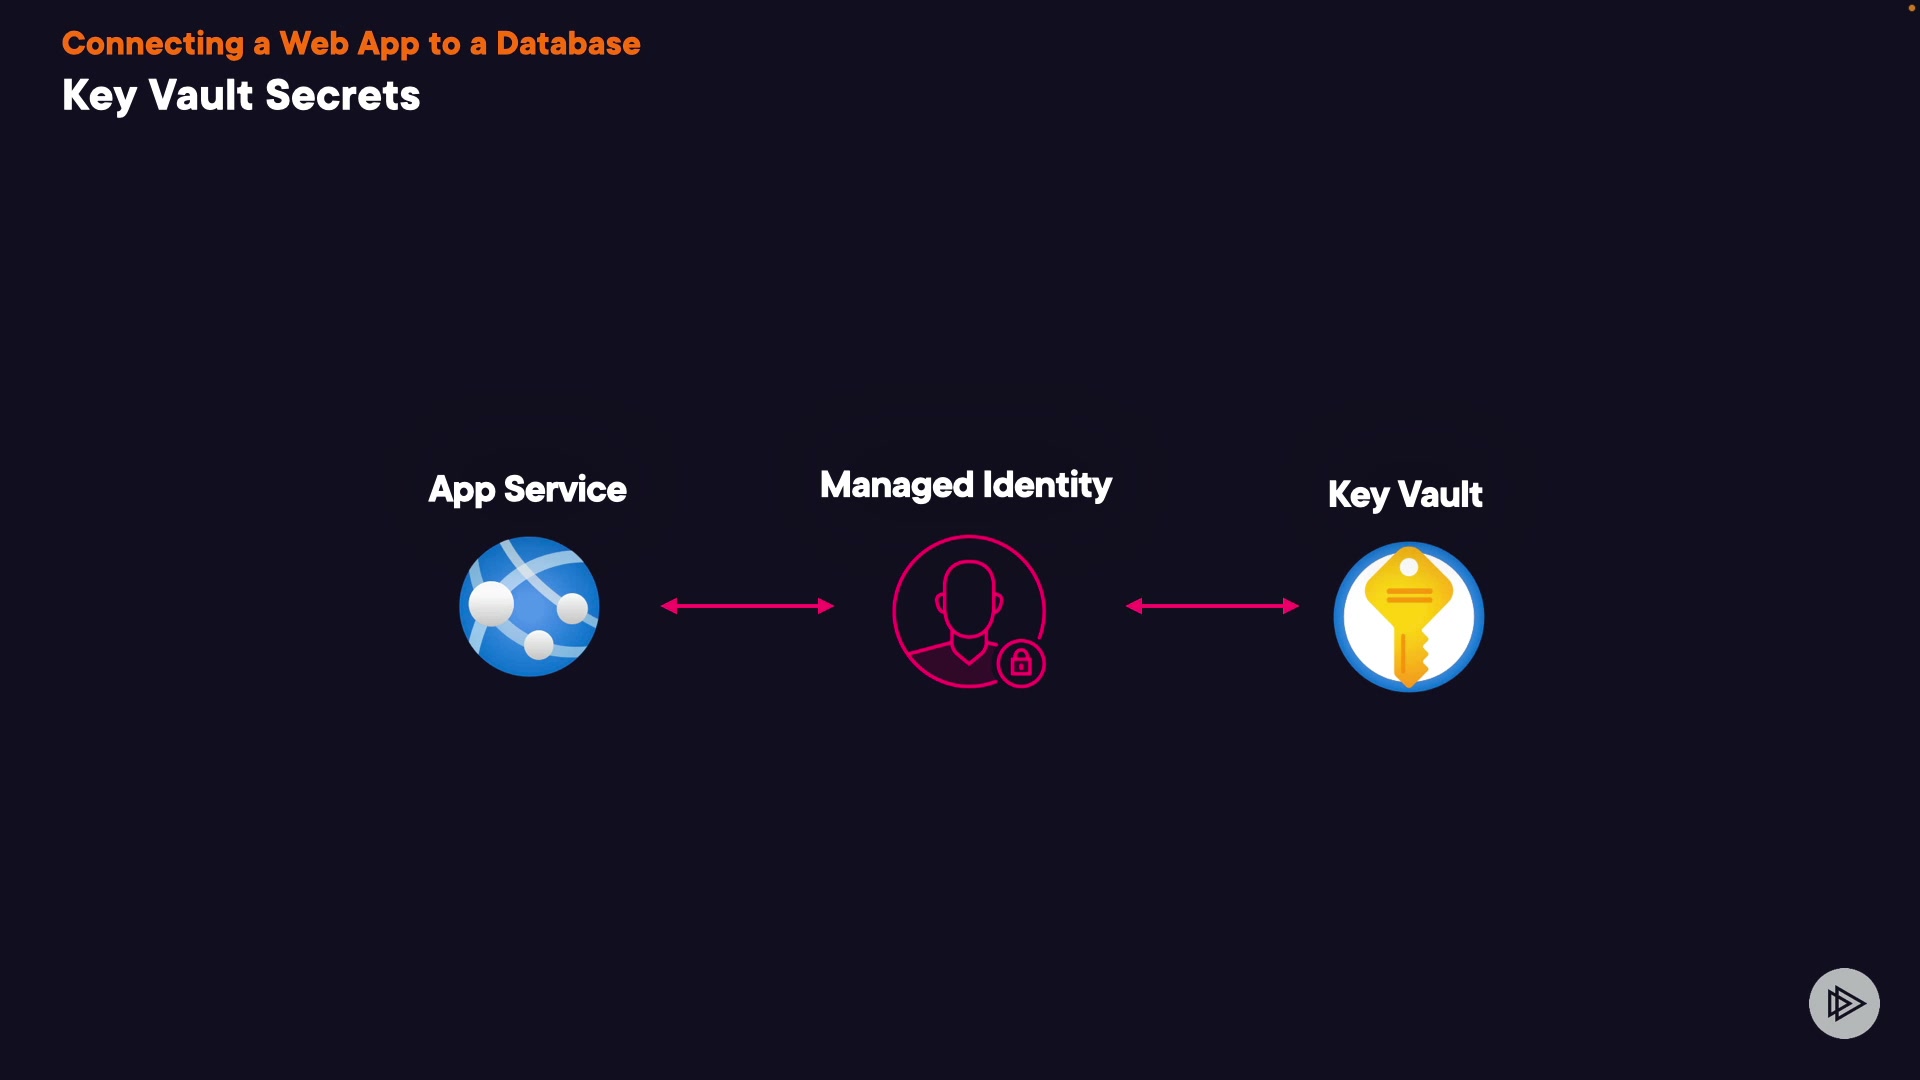 Connecting a Web App to a Database
Key Vault Secrets
App Service
Managed Identity
Key Vault